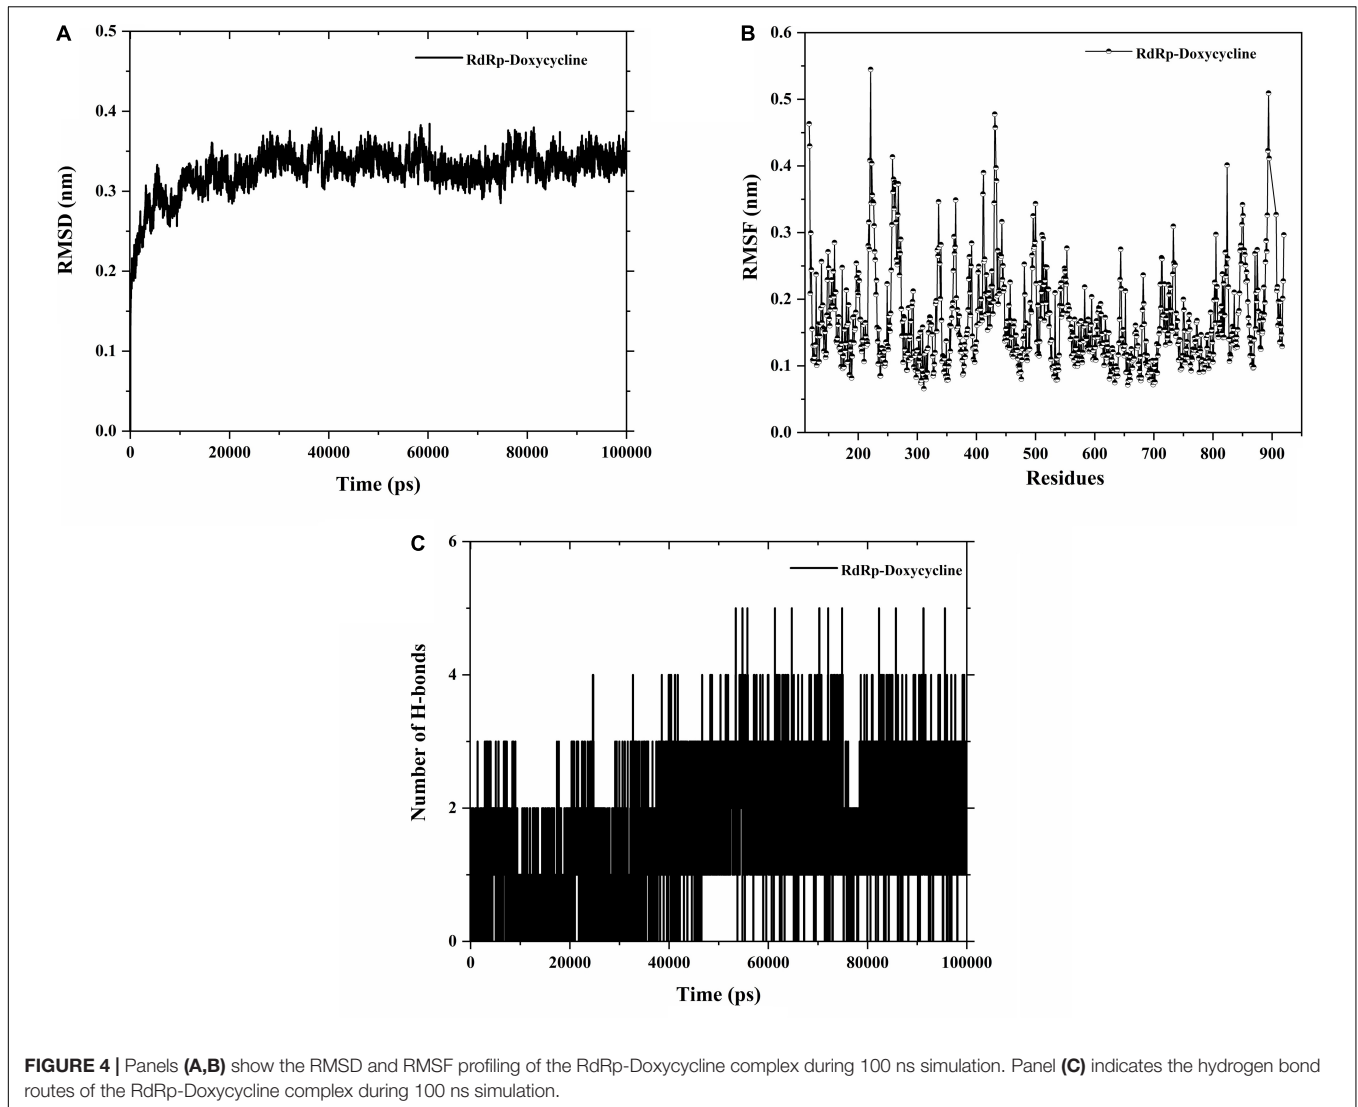 A
0.5
0.4
0.3
0.2
0.1
0.0
RMSD (nm)
RdRp-Doxycycline
0 20000 40000 60000 80000 100000
Time (ps)
B
0.6
0.5
0.4
0.3
0.2
0.1
0.0
RMSF (nm)
RdRp-Doxycycline
200 300 400 500 600 700 800 900
Residues
C
6
4
2
0
Number of H-bonds
RdRp-Doxycycline
0 20000 40000 60000 80000 100000
Time (ps)
FIGURE 4 | Panels (A,B) show the RMSD and RMSF profiling of the RdRp-Doxycycline complex during 100 ns simulation. Panel (C) indicates the hydrogen bond
routes of the RdRp-Doxycycline complex during 100 ns simulation.